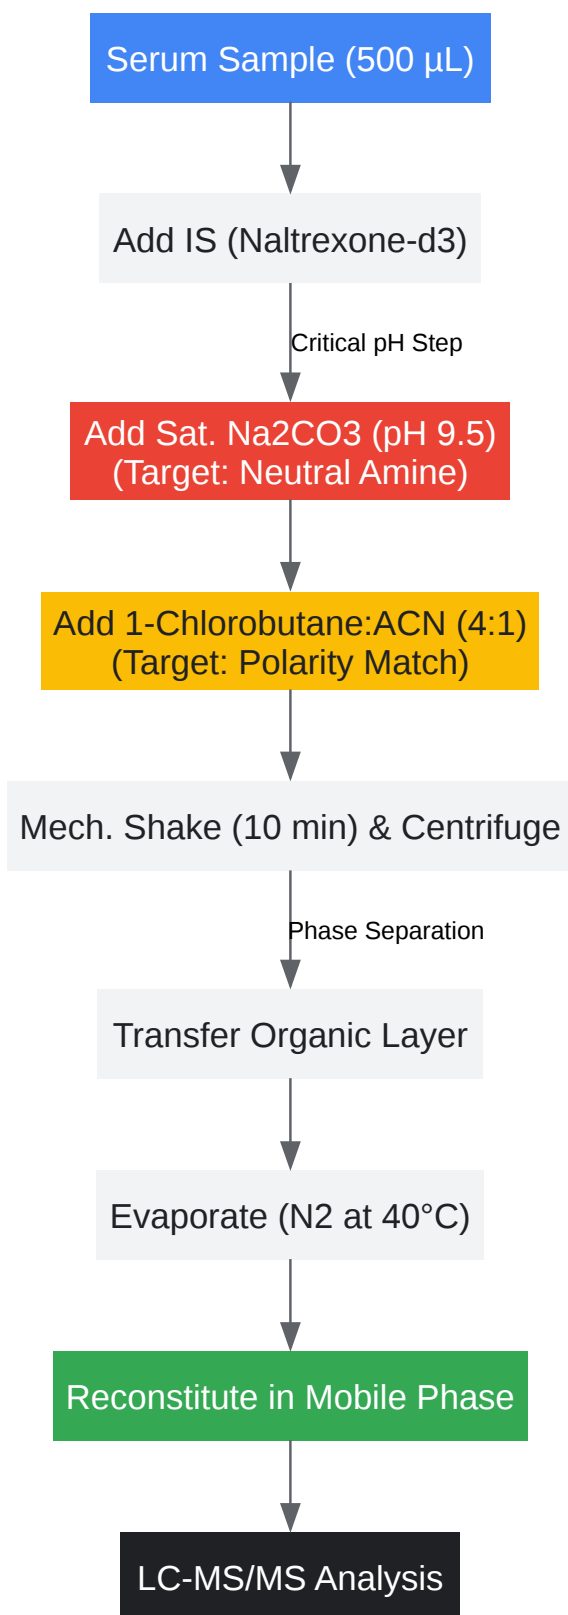 Serum Sample (500 µL)
Add IS (Naltrexone-d3)
Critical pH Step
Add Sat. Na2CO3 (pH 9.5)
(Target: Neutral Amine)
Add 1-Chlorobutane:ACN (4:1)
(Target: Polarity Match)
Mech. Shake (10 min) & Centrifuge
Phase Separation
Transfer Organic Layer
Evaporate (N2 at 40°C)
Reconstitute in Mobile Phase
LC-MS/MS Analysis